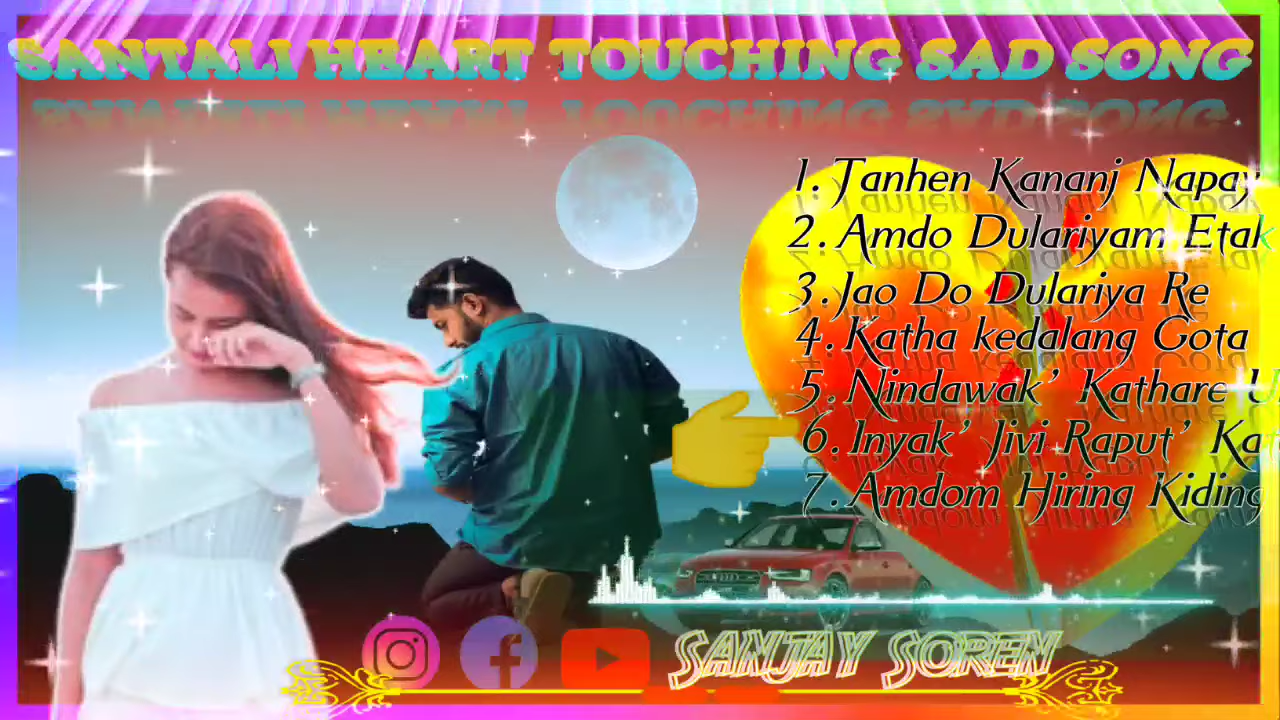 SANTALI HEART TOUCHING SAD SONG
1. Tanhen Kananj Napay
2. Amdo Dulariyam Etak
3. Jao Do Dulariya Re
4. Katha kedalang Gota
5. Nindawak' Kathare
6. Inyak' Jivi Raput'
7. Amdom Hiring Kiding
SANJAY SOREN